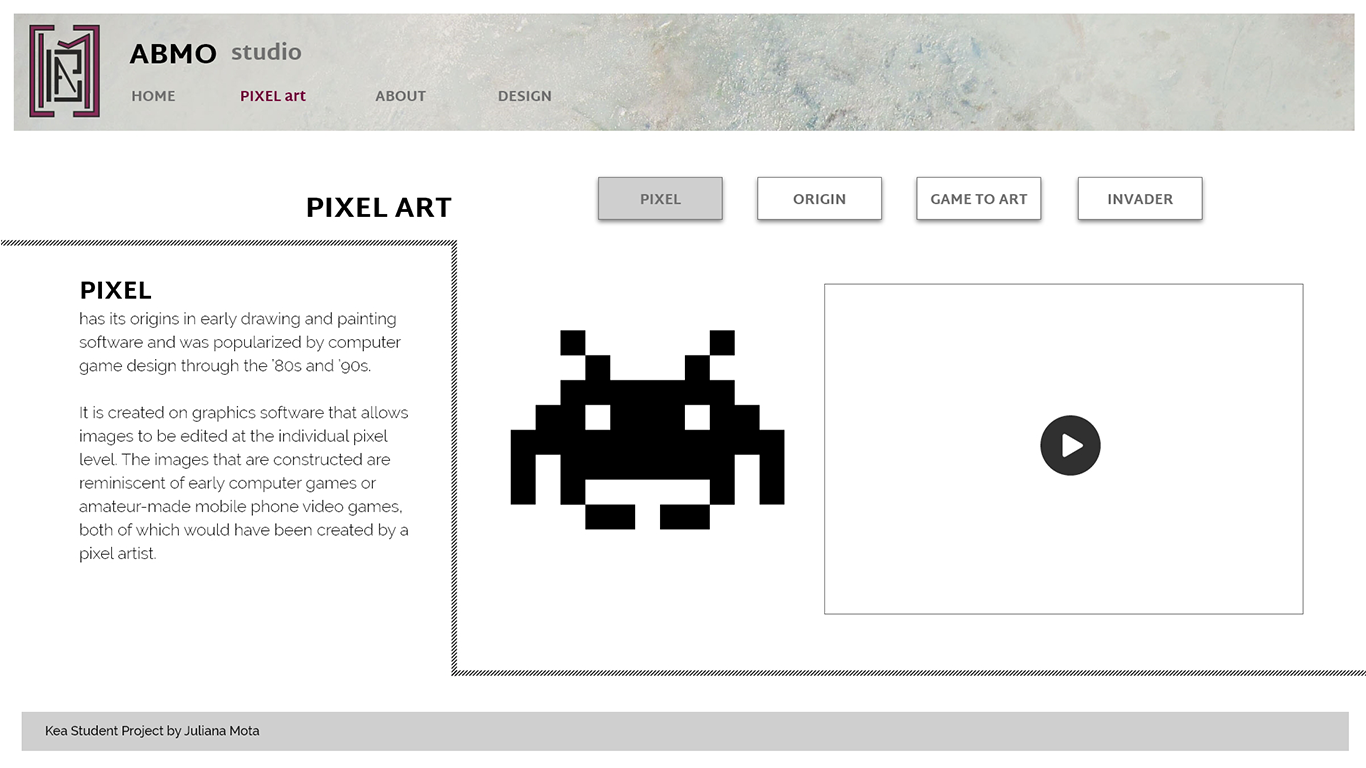 ABMO studio
HOME PIXEL art ABOUT DESIGN
PIXEL ART
PIXEL ORIGIN GAME TO ART INVADER
PIXEL
has its origins in early drawing and painting
software and was popularized by computer
game design through the '80s and '90s.
It is created on graphics software that allows
images to be edited at the individual pixel
level. The images that are constructed are
reminiscent of early computer games or
amateur-made mobile phone video games,
both of which would have been created by a
pixel artist.
Kea Student Project by Juliana Mota